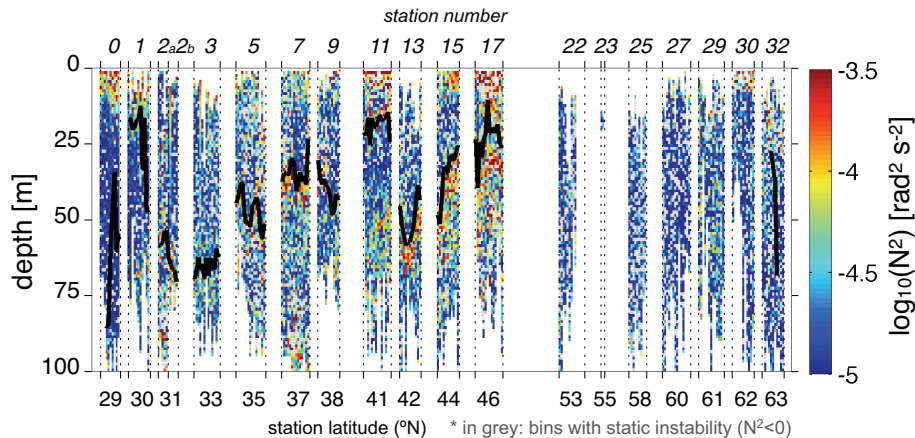 station number
0 1 2a 2b 3 5 7 9 11 13 15 17 22 23 25 27 29 30 32
0
25
50
75
100
depth [m]
29 30 31 33 35 37 38 41 42 44 46 53 55 58 60 61 62 63
station latitude (ºN)
* in grey: bins with static instability (N²<0)
-3.5
-4
-4.5
-5
log₁₀(N²) [rad² s⁻²]